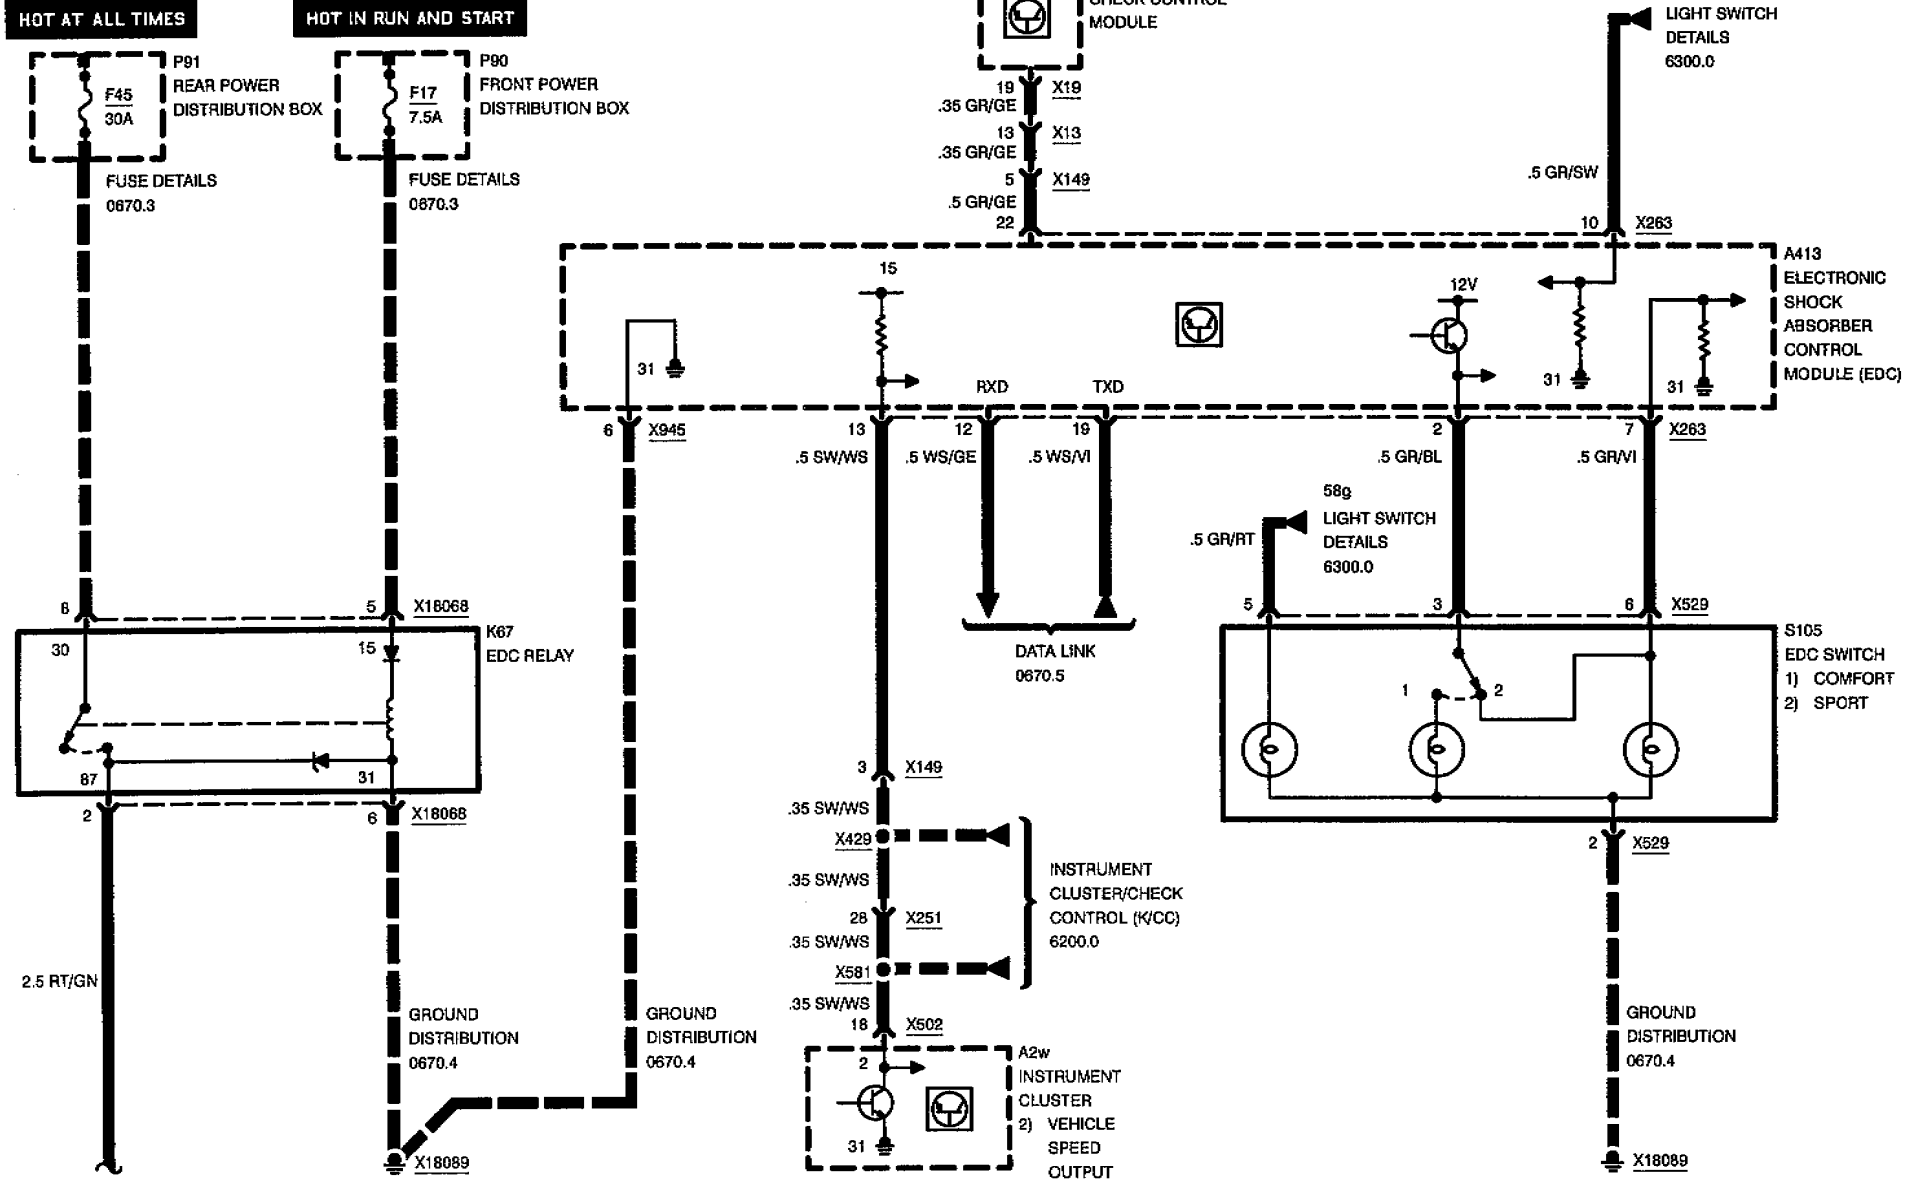 HOT AT ALL TIMES
HOT IN RUN AND START
P91
REAR POWER
DISTRIBUTION BOX
F45
30A
FUSE DETAILS
0670.3
P90
FRONT POWER
DISTRIBUTION BOX
F17
7.5A
FUSE DETAILS
0670.3
CHECK CONTROL
MODULE
19
X19
.35 GR/GE
13
X13
.35 GR/GE
5
X149
.5 GR/GE
22
LIGHT SWITCH
DETAILS
6300.0
.5 GR/SW
10
X263
A413
ELECTRONIC
SHOCK
ABSORBER
CONTROL
MODULE (EDC)
15
12V
31
31
31
RXD
TXD
6
X945
13
12
19
2
7
X263
.5 SW/WS
.5 WS/GE
.5 WS/VI
.5 GR/BL
.5 GR/VI
58g
LIGHT SWITCH
DETAILS
6300.0
.5 GR/RT
DATA LINK
0670.5
8
5
X18068
K67
EDC RELAY
30
15
87
31
2
6
X18068
5
3
6
X529
S105
EDC SWITCH
1) COMFORT
2) SPORT
1
2
2
X529
3
X149
.35 SW/WS
X429
.35 SW/WS
28
X251
.35 SW/WS
X581
.35 SW/WS
18
X502
INSTRUMENT
CLUSTER/CHECK
CONTROL (K/CC)
6200.0
2.5 RT/GN
GROUND
DISTRIBUTION
0670.4
GROUND
DISTRIBUTION
0670.4
GROUND
DISTRIBUTION
0670.4
A2w
INSTRUMENT
CLUSTER
2) VEHICLE
SPEED
OUTPUT
2
31
X18089
X18089